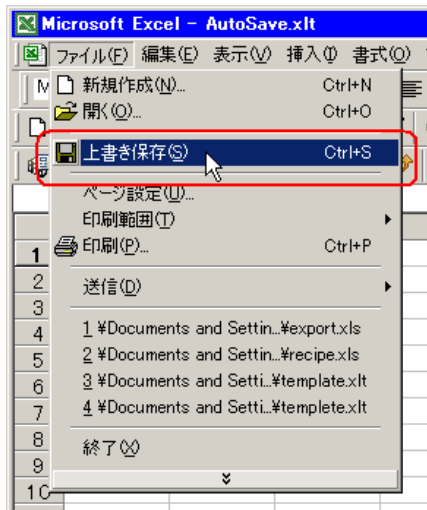 Microsoft Excel - AutoSave.xlt
ファイル(F) 編集(E) 表示(V) 挿入(I) 書式(O)
新規作成(N)... Ctrl+N
開く(O)... Ctrl+O
上書き保存(S) Ctrl+S
ページ設定(U)...
印刷範囲(T)
印刷(P)... Ctrl+P
送信(D)
1 ¥Documents and Settin...¥export.xls
2 ¥Documents and Settin...¥recipe.xls
3 ¥Documents and Setti...¥template.xlt
4 ¥Documents and Setti...¥templete.xlt
終了(X)
1
2
3
4
5
6
7
8
9
10